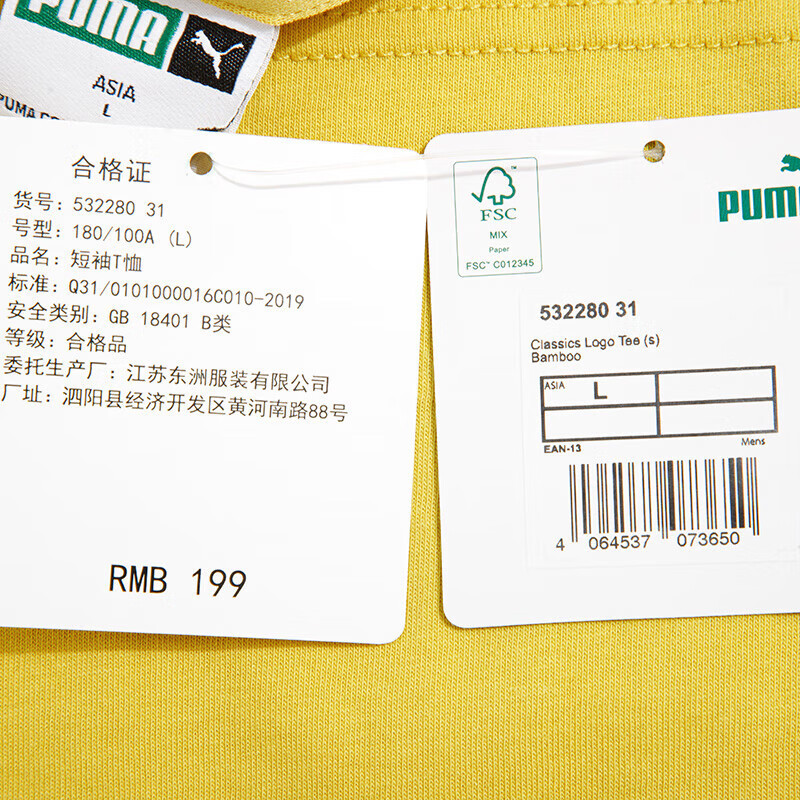 PUMA
ASIA
L
合格证
货号: 532280 31
号型: 180/100A (L)
品名: 短袖T恤
标准: Q31/0101000016C010-2019
安全类别: GB 18401 B类
等级: 合格品
委托生产厂: 江苏东洲服装有限公司
厂址: 泗阳县经济开发区黄河南路88号
RMB 199
FSC
MIX
Paper
FSC™ C012345
PUM
532280 31
Classics Logo Tee (s)
Bamboo
ASIA L
EAN-13 Mens
4 064537 073650